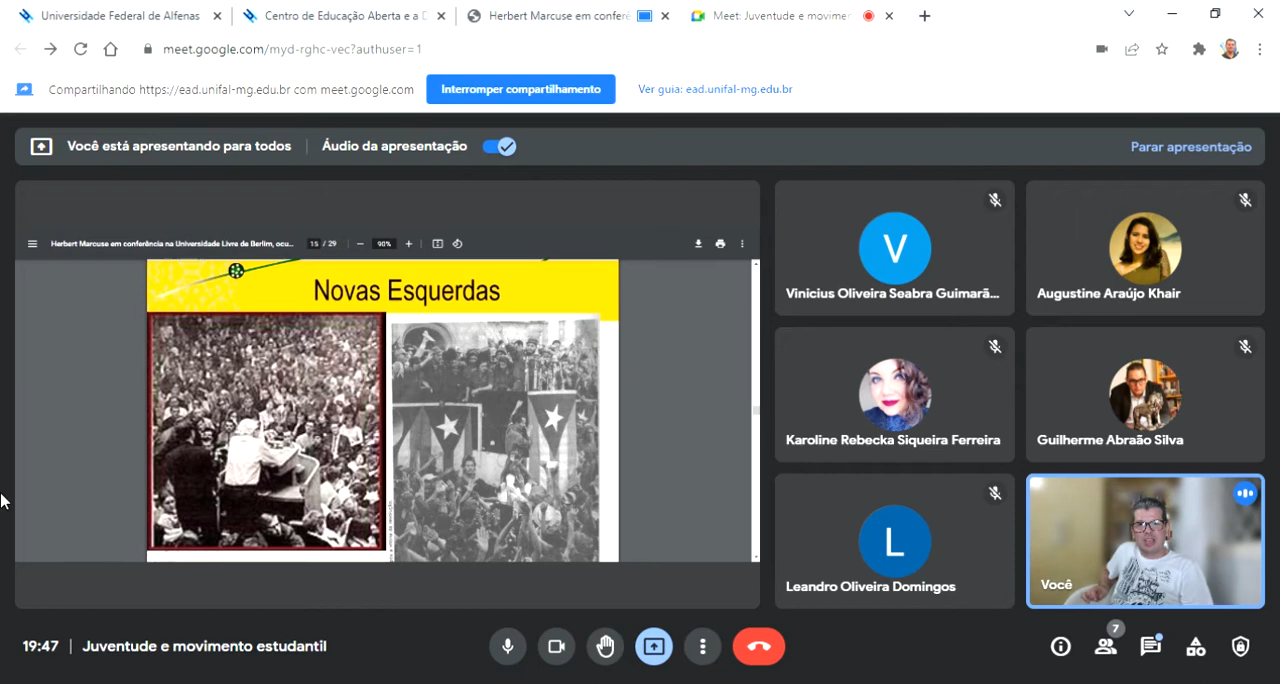 Universidade Federal de Alfenas
Centro de Educação Aberta e a D
Herbert Marcuse em conferê
Meet: Juventude e movimen
meet.google.com/myd-rghc-vec?authuser=1
Compartilhando https://ead.unifal-mg.edu.br com meet.google.com
Interromper compartilhamento
Ver guia: ead.unifal-mg.edu.br
Você está apresentando para todos
Áudio da apresentação
Parar apresentação
Herbert Marcuse em conferência na Universidade Livre de Berlim, ocu...
15 / 29
90%
Novas Esquerdas
V
Vinicius Oliveira Seabra Guimarã...
Augustine Araújo Khair
Karoline Rebecka Siqueira Ferreira
Guilherme Abraão Silva
L
Leandro Oliveira Domingos
Você
19:47 | Juventude e movimento estudantil
7